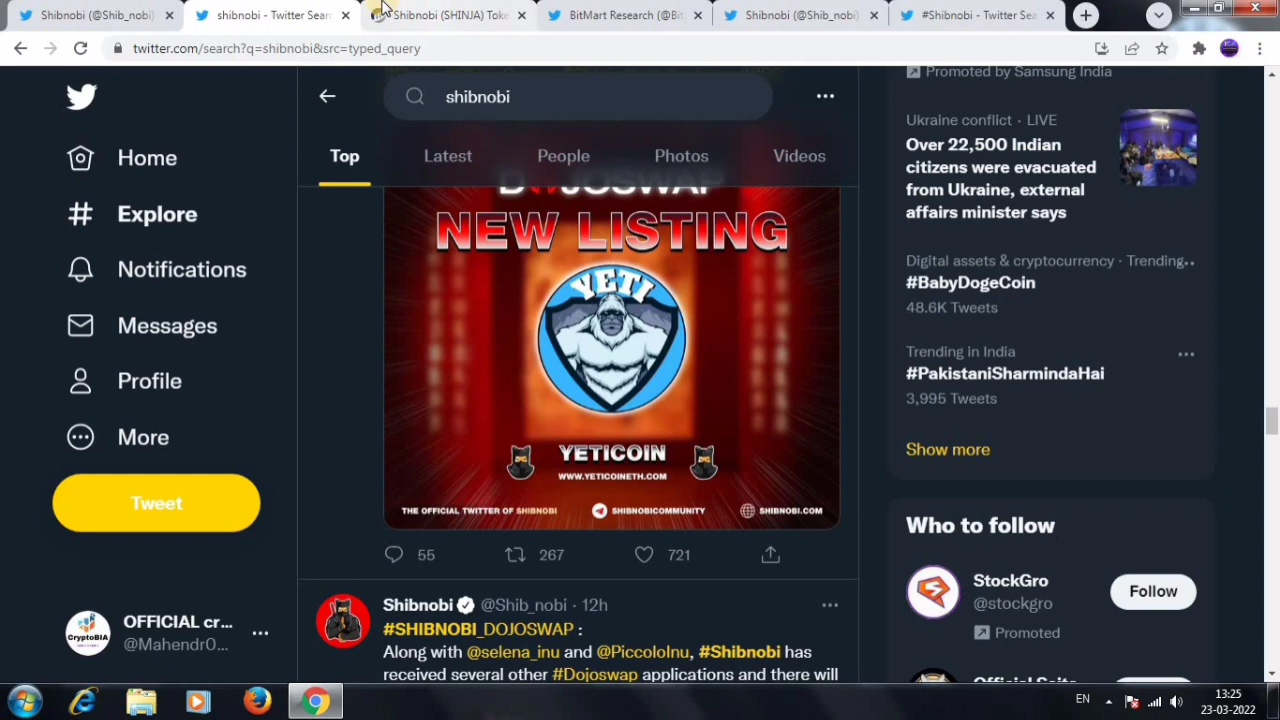 Shibnobi (@Shib_nobi)
shibnobi - Twitter Sear
Shibnobi (SHINJA) Toke
BitMart Research (@Bit
Shibnobi (@Shib_nobi)
#Shibnobi - Twitter Sea
twitter.com/search?q=shibnobi&src=typed_query
shibnobi
Top
Latest
People
Photos
Videos
Home
Explore
Notifications
Messages
Profile
More
Tweet
OFFICIAL cr...
@Mahendr0...
CryptoBIA
DOJOSWAP
NEW LISTING
YETI
YETICOIN
WWW.YETICOINETH.COM
THE OFFICIAL TWITTER OF SHIBNOBI
SHIBNOBICOMMUNITY
SHIBNOBI.COM
55
267
721
Shibnobi @Shib_nobi · 12h
#SHIBNOBI_DOJOSWAP :
Along with @selena_inu and @PiccoloInu, #Shibnobi has
received several other #Dojoswap applications and there will
Promoted by Samsung India
Ukraine conflict · LIVE
Over 22,500 Indian
citizens were evacuated
from Ukraine, external
affairs minister says
Digital assets & cryptocurrency · Trending
#BabyDogeCoin
48.6K Tweets
Trending in India
#PakistaniSharmindaHai
3,995 Tweets
Show more
Who to follow
StockGro
@stockgro
Follow
Promoted
EN
13:25
23-03-2022